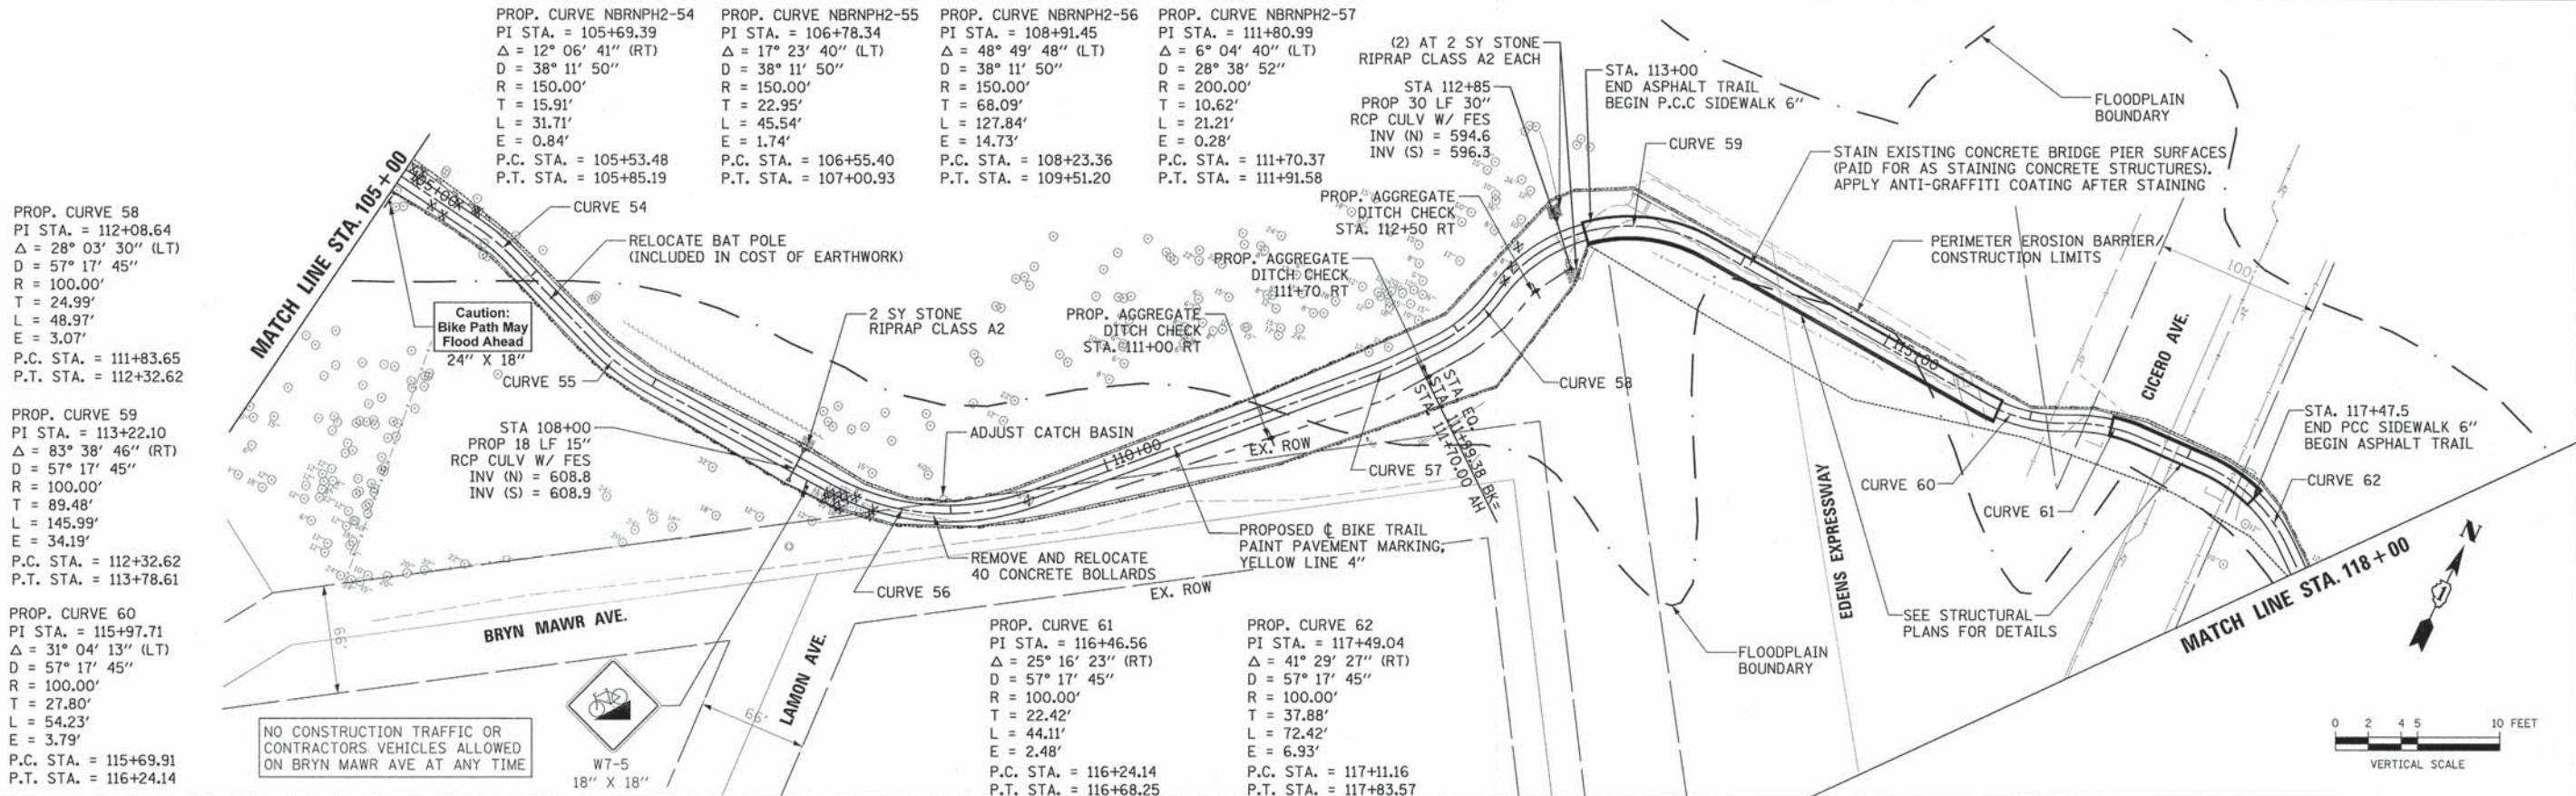 PROP. CURVE NBRNPH2-54
PI STA. = 105+69.39
Δ = 12° 06' 41" (RT)
D = 38° 11' 50"
R = 150.00'
T = 15.91'
L = 31.71'
E = 0.84'
P.C. STA. = 105+53.48
P.T. STA. = 105+85.19
PROP. CURVE NBRNPH2-55
PI STA. = 106+78.34
Δ = 17° 23' 40" (LT)
D = 38° 11' 50"
R = 150.00'
T = 22.95'
L = 45.54'
E = 1.74'
P.C. STA. = 106+55.40
P.T. STA. = 107+00.93
PROP. CURVE NBRNPH2-56
PI STA. = 108+91.45
Δ = 48° 49' 48" (LT)
D = 38° 11' 50"
R = 150.00'
T = 68.09'
L = 127.84'
E = 14.73'
P.C. STA. = 108+23.36
P.T. STA. = 109+51.20
PROP. CURVE NBRNPH2-57
PI STA. = 111+80.99
Δ = 6° 04' 40" (LT)
D = 28° 38' 52"
R = 200.00'
T = 10.62'
L = 21.21'
E = 0.28'
P.C. STA. = 111+70.37
P.T. STA. = 111+91.58
(2) AT 2 SY STONE
RIPRAP CLASS A2 EACH
STA 112+85
PROP 30 LF 30"
RCP CULV W/ FES
INV (N) = 594.6
INV (S) = 596.3
STA. 113+00
END ASPHALT TRAIL
BEGIN P.C.C SIDEWALK 6"
CURVE 59
FLOODPLAIN
BOUNDARY
STAIN EXISTING CONCRETE BRIDGE PIER SURFACES
(PAID FOR AS STAINING CONCRETE STRUCTURES).
APPLY ANTI-GRAFFITI COATING AFTER STAINING
PERIMETER EROSION BARRIER/
CONSTRUCTION LIMITS
PROP. AGGREGATE
DITCH CHECK
STA. 112+50 RT
PROP. AGGREGATE
DITCH CHECK
111+70 RT
PROP. AGGREGATE
DITCH CHECK
STA. 111+00 RT
MATCH LINE STA. 105+00
105+00
CURVE 54
RELOCATE BAT POLE
(INCLUDED IN COST OF EARTHWORK)
Caution:
Bike Path May
Flood Ahead
24" X 18"
CURVE 55
2 SY STONE
RIPRAP CLASS A2
STA 108+00
PROP 18 LF 15"
RCP CULV W/ FES
INV (N) = 608.8
INV (S) = 608.9
ADJUST CATCH BASIN
110+00
EX. ROW
CURVE 57
CURVE 58
STA. EQ.
STA. 111+99.38 BK=
STA. 111+70.00 AH
115+00
100'
CICERO AVE.
STA. 117+47.5
END PCC SIDEWALK 6"
BEGIN ASPHALT TRAIL
CURVE 60
CURVE 61
CURVE 62
EDENS EXPRESSWAY
SEE STRUCTURAL
PLANS FOR DETAILS
FLOODPLAIN
BOUNDARY
MATCH LINE STA. 118+00
N
1
PROPOSED ℄ BIKE TRAIL
PAINT PAVEMENT MARKING,
YELLOW LINE 4"
REMOVE AND RELOCATE
40 CONCRETE BOLLARDS
EX. ROW
CURVE 56
BRYN MAWR AVE.
LAMON AVE.
66'
66'
W7-5
18" X 18"
NO CONSTRUCTION TRAFFIC OR
CONTRACTORS VEHICLES ALLOWED
ON BRYN MAWR AVE AT ANY TIME
PROP. CURVE 58
PI STA. = 112+08.64
Δ = 28° 03' 30" (LT)
D = 57° 17' 45"
R = 100.00'
T = 24.99'
L = 48.97'
E = 3.07'
P.C. STA. = 111+83.65
P.T. STA. = 112+32.62
PROP. CURVE 59
PI STA. = 113+22.10
Δ = 83° 38' 46" (RT)
D = 57° 17' 45"
R = 100.00'
T = 89.48'
L = 145.99'
E = 34.19'
P.C. STA. = 112+32.62
P.T. STA. = 113+78.61
PROP. CURVE 60
PI STA. = 115+97.71
Δ = 31° 04' 13" (LT)
D = 57° 17' 45"
R = 100.00'
T = 27.80'
L = 54.23'
E = 3.79'
P.C. STA. = 115+69.91
P.T. STA. = 116+24.14
PROP. CURVE 61
PI STA. = 116+46.56
Δ = 25° 16' 23" (RT)
D = 57° 17' 45"
R = 100.00'
T = 22.42'
L = 44.11'
E = 2.48'
P.C. STA. = 116+24.14
P.T. STA. = 116+68.25
PROP. CURVE 62
PI STA. = 117+49.04
Δ = 41° 29' 27" (RT)
D = 57° 17' 45"
R = 100.00'
T = 37.88'
L = 72.42'
E = 6.93'
P.C. STA. = 117+11.16
P.T. STA. = 117+83.57
0 2 4 5 10 FEET
VERTICAL SCALE